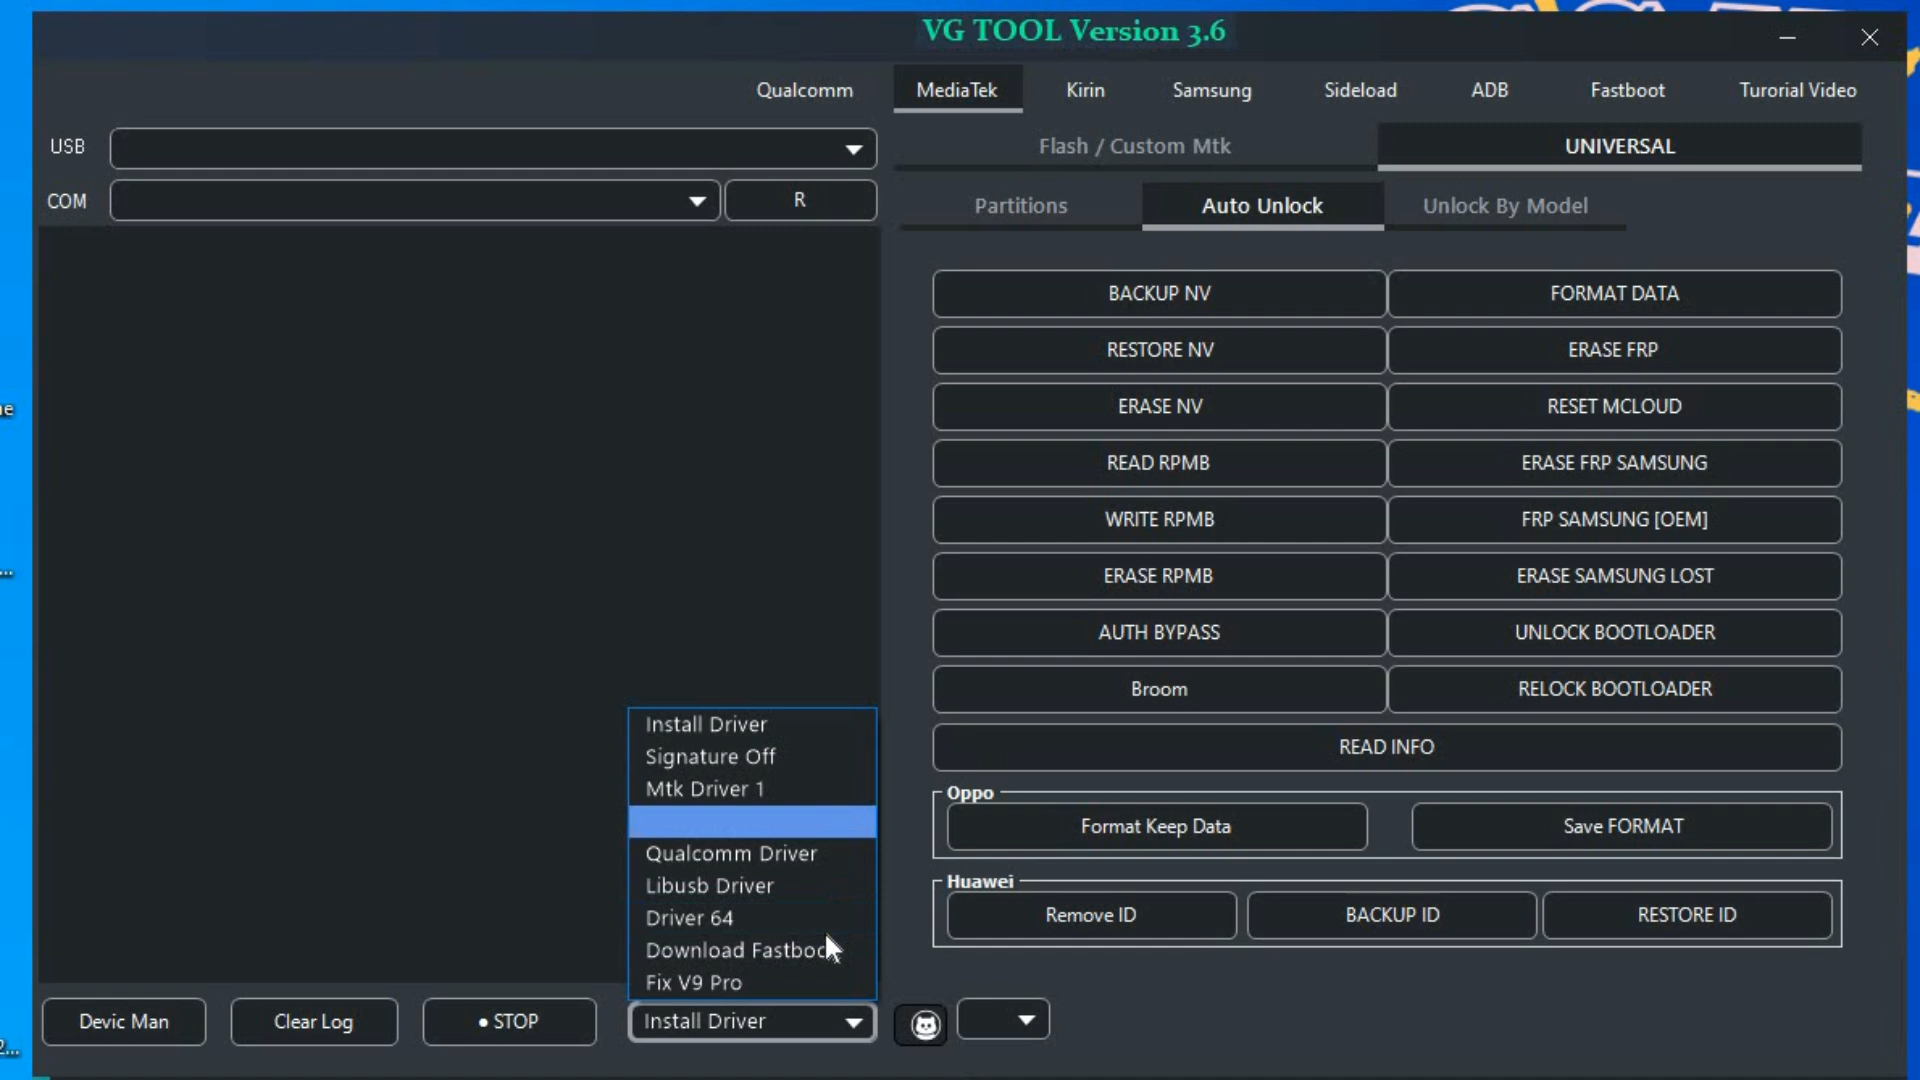 VG TOOL Version 3.6
Qualcomm MediaTek Kirin Samsung Sideload ADB Fastboot Turorial Video
USB
COM R
Flash / Custom Mtk UNIVERSAL
Partitions Auto Unlock Unlock By Model
BACKUP NV FORMAT DATA
RESTORE NV ERASE FRP
ERASE NV RESET MCLOUD
READ RPMB ERASE FRP SAMSUNG
WRITE RPMB FRP SAMSUNG [OEM]
ERASE RPMB ERASE SAMSUNG LOST
AUTH BYPASS UNLOCK BOOTLOADER
Broom RELOCK BOOTLOADER
READ INFO
Oppo
Format Keep Data Save FORMAT
Huawei
Remove ID BACKUP ID RESTORE ID
Install Driver
Signature Off
Mtk Driver 1
Qualcomm Driver
Libusb Driver
Driver 64
Download
Fix V9 Pro
Devic Man Clear Log • STOP Install Driver